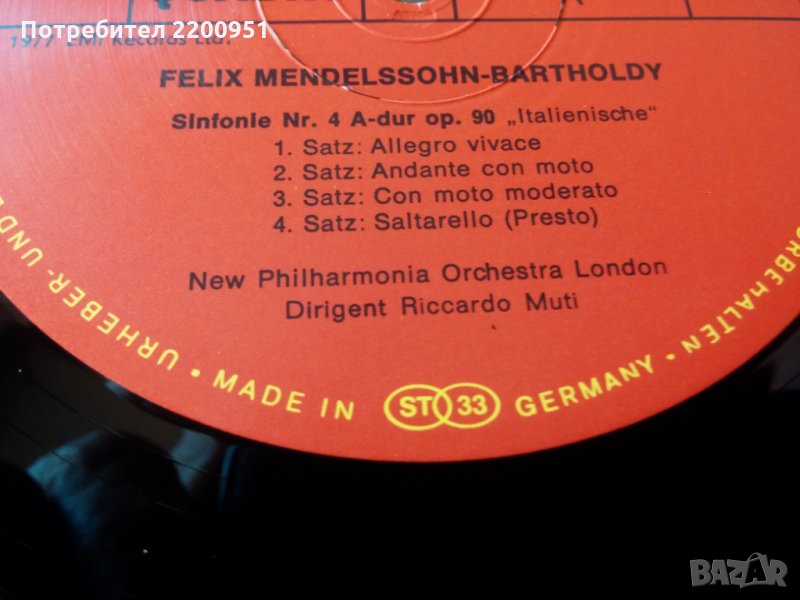 Потребител 2200951
1977 EMI Records Ltd.
FELIX MENDELSSOHN-BARTHOLDY
Sinfonie Nr. 4 A-dur op. 90 „Italienische“
1. Satz: Allegro vivace
2. Satz: Andante con moto
3. Satz: Con moto moderato
4. Satz: Saltarello (Presto)
New Philharmonia Orchestra London
Dirigent Riccardo Muti
URHEBER- UND
• MADE IN ST 33 GERMANY •
ORBEHALTEN
BAZAR